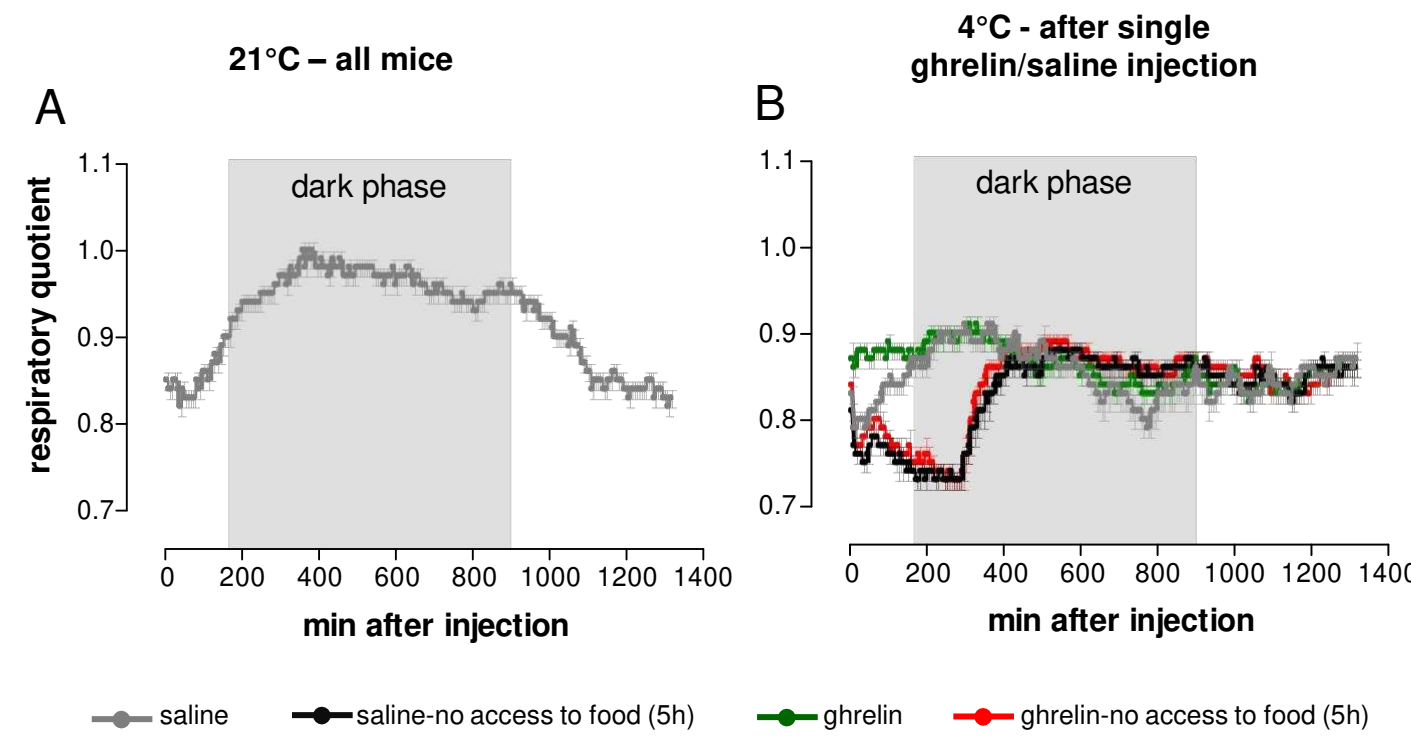 21°C – all mice
4°C - after single
ghrelin/saline injection
A
B
respiratory quotient
1.1
1.0
0.9
0.8
0.7
dark phase
0 200 400 600 800 1000 1200 1400
min after injection
1.1
1.0
0.9
0.8
0.7
dark phase
0 200 400 600 800 1000 1200 1400
min after injection
saline saline-no access to food (5h) ghrelin ghrelin-no access to food (5h)